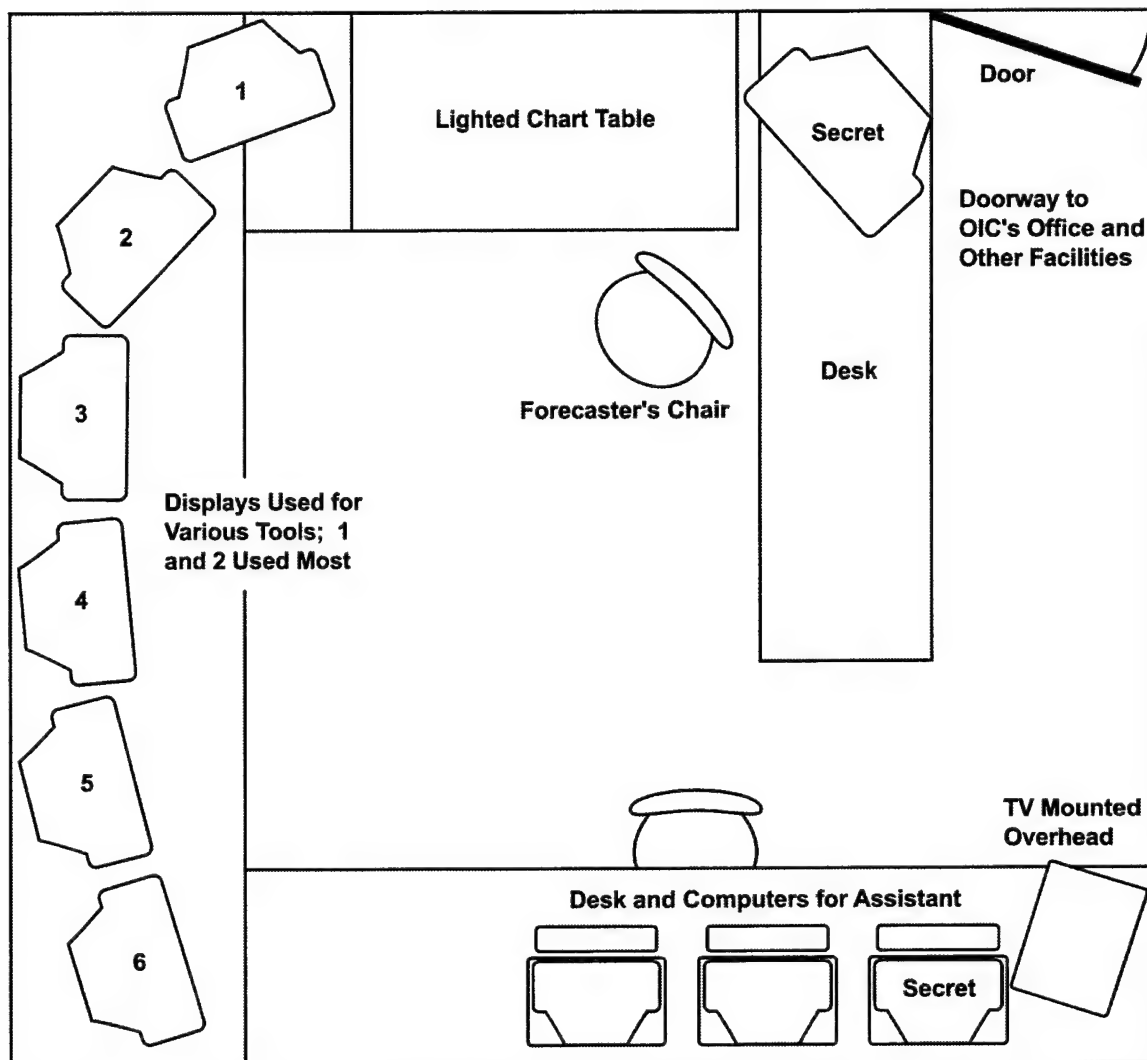 1
Lighted Chart Table
Secret
Door
2
Doorway to
OIC's Office and
Other Facilities
3
Desk
Forecaster's Chair
Displays Used for
Various Tools; 1
and 2 Used Most
4
5
TV Mounted
Overhead
Desk and Computers for Assistant
6
Secret